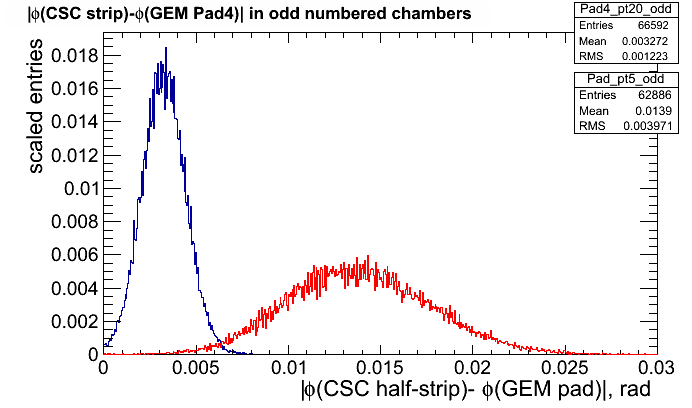 |ϕ(CSC strip)-ϕ(GEM Pad4)| in odd numbered chambers
Pad4_pt20_odd
Entries 66592
Mean 0.003272
RMS 0.001223
Pad_pt5_odd
Entries 62886
Mean 0.0139
RMS 0.003971
scaled entries
0.018
0.016
0.014
0.012
0.01
0.008
0.006
0.004
0.002
0
0 0.005 0.01 0.015 0.02 0.025 0.03
|ϕ(CSC half-strip)- ϕ(GEM pad)|, rad